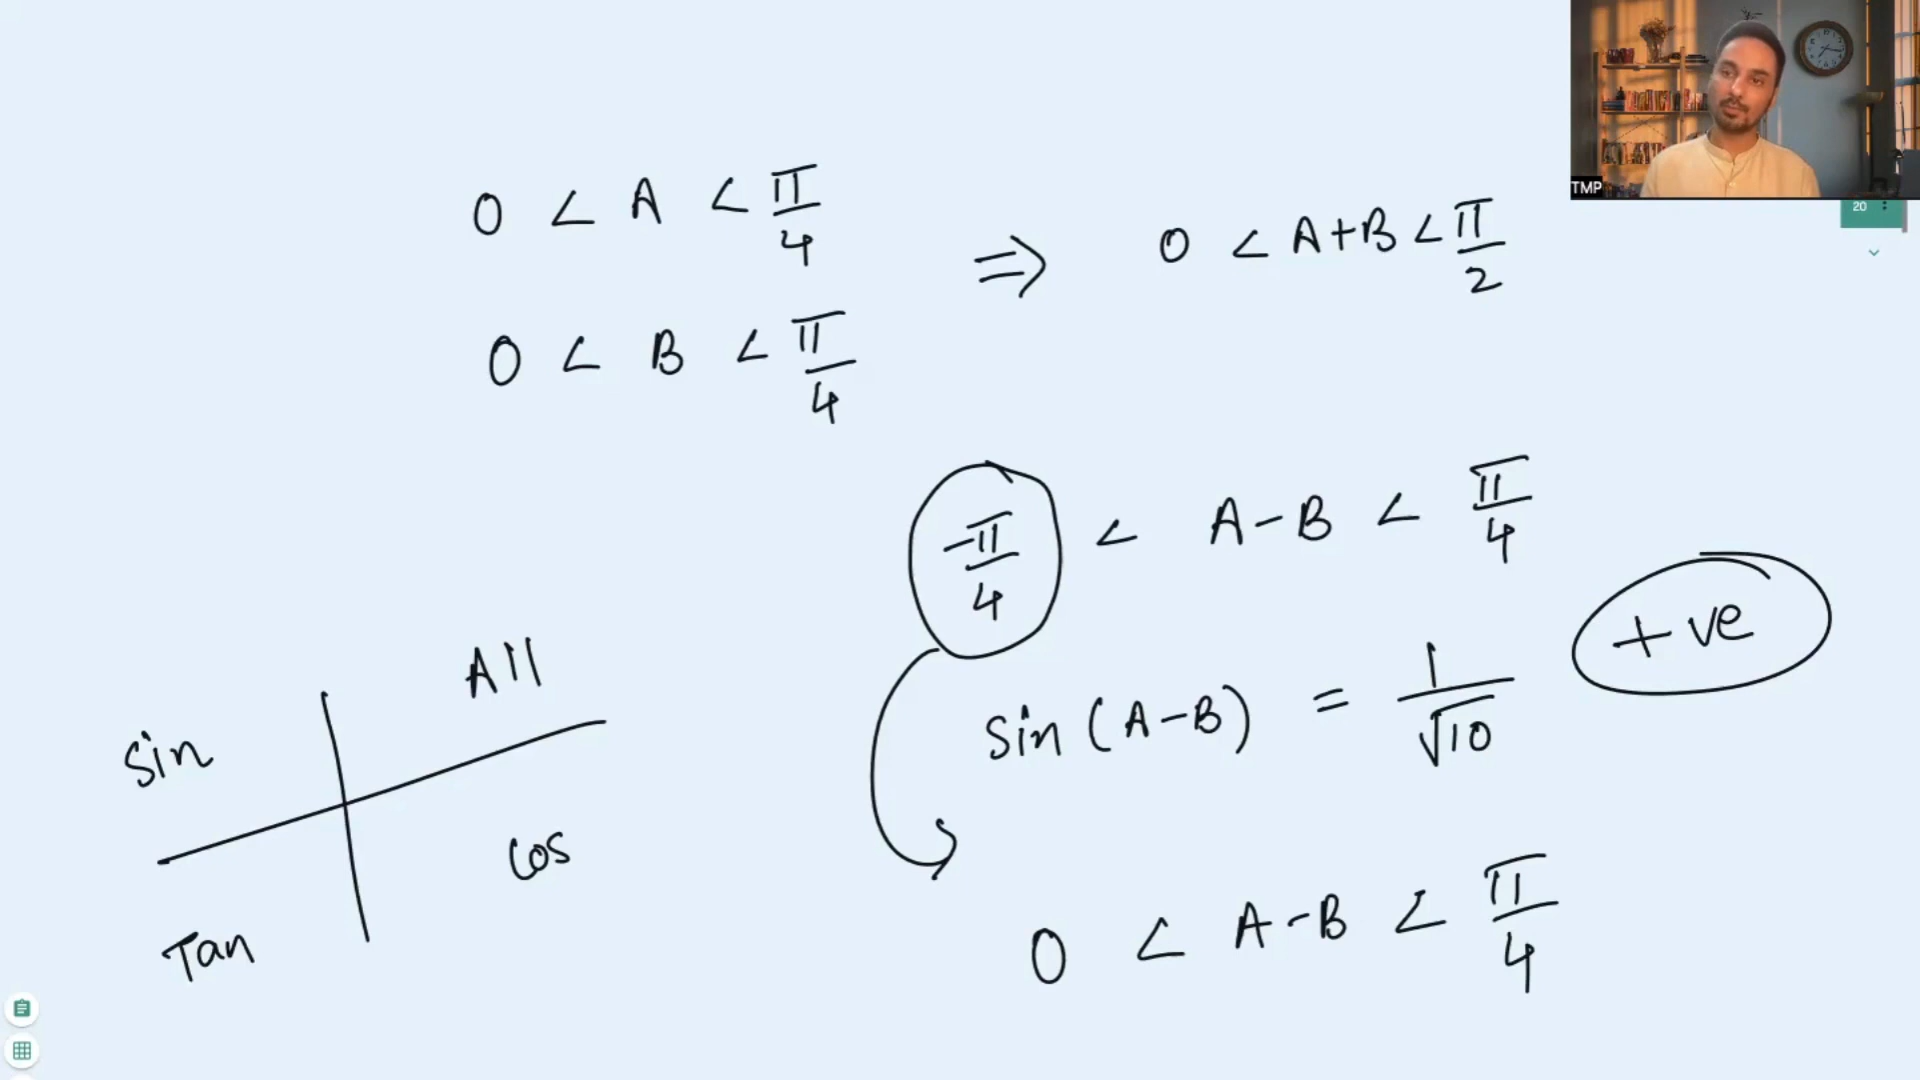 TMP
20
0 < A < π/4
⇒ 0 < A+B < π/2
0 < B < π/4
-π/4 < A-B < π/4
+ve
sin (A-B) = 1/√10
All
sin
cos
Tan
0 < A-B < π/4